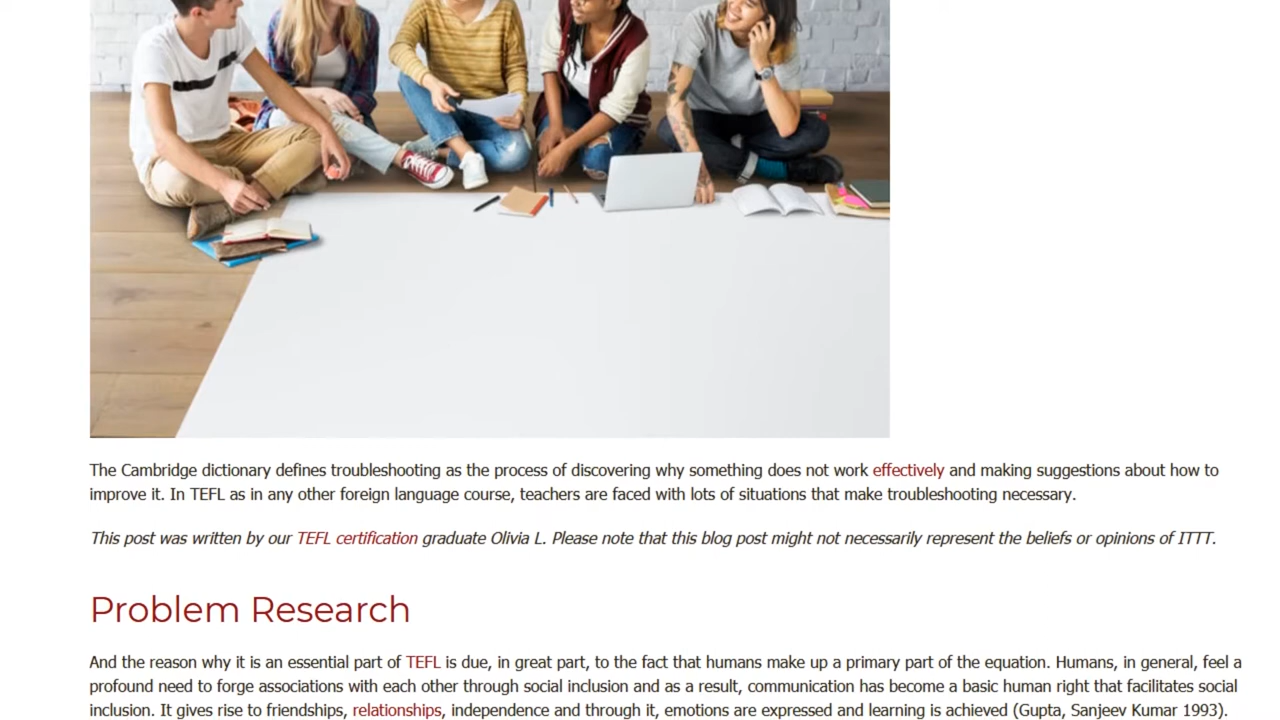 The Cambridge dictionary defines troubleshooting as the process of discovering why something does not work effectively and making suggestions about how to
improve it. In TEFL as in any other foreign language course, teachers are faced with lots of situations that make troubleshooting necessary.
This post was written by our TEFL certification graduate Olivia L. Please note that this blog post might not necessarily represent the beliefs or opinions of ITTT.
Problem Research
And the reason why it is an essential part of TEFL is due, in great part, to the fact that humans make up a primary part of the equation. Humans, in general, feel a
profound need to forge associations with each other through social inclusion and as a result, communication has become a basic human right that facilitates social
inclusion. It gives rise to friendships, relationships, independence and through it, emotions are expressed and learning is achieved (Gupta, Sanjeev Kumar 1993).